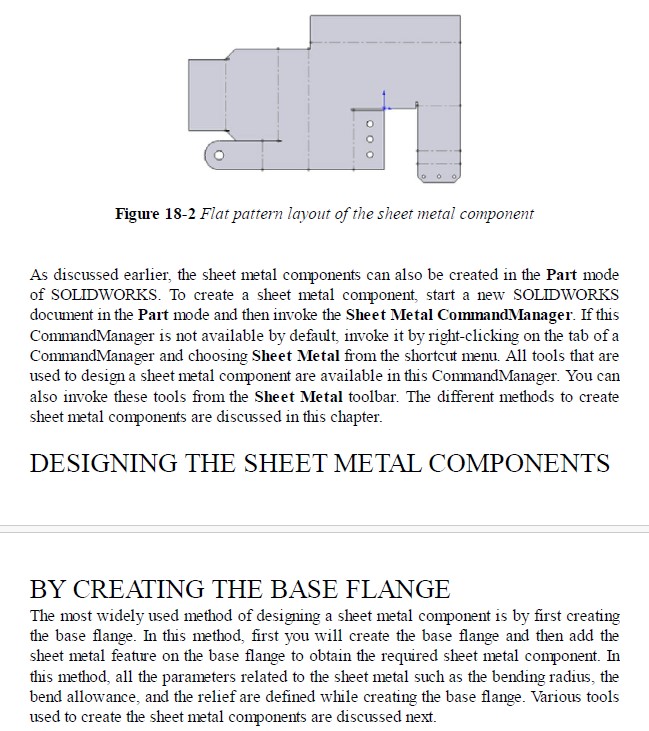 Figure 18-2 Flat pattern layout of the sheet metal component
As discussed earlier, the sheet metal components can also be created in the Part mode
of SOLIDWORKS. To create a sheet metal component, start a new SOLIDWORKS
document in the Part mode and then invoke the Sheet Metal CommandManager. If this
CommandManager is not available by default, invoke it by right-clicking on the tab of a
CommandManager and choosing Sheet Metal from the shortcut menu. All tools that are
used to design a sheet metal component are available in this CommandManager. You can
also invoke these tools from the Sheet Metal toolbar. The different methods to create
sheet metal components are discussed in this chapter.
DESIGNING THE SHEET METAL COMPONENTS
BY CREATING THE BASE FLANGE
The most widely used method of designing a sheet metal component is by first creating
the base flange. In this method, first you will create the base flange and then add the
sheet metal feature on the base flange to obtain the required sheet metal component. In
this method, all the parameters related to the sheet metal such as the bending radius, the
bend allowance, and the relief are defined while creating the base flange. Various tools
used to create the sheet metal components are discussed next.